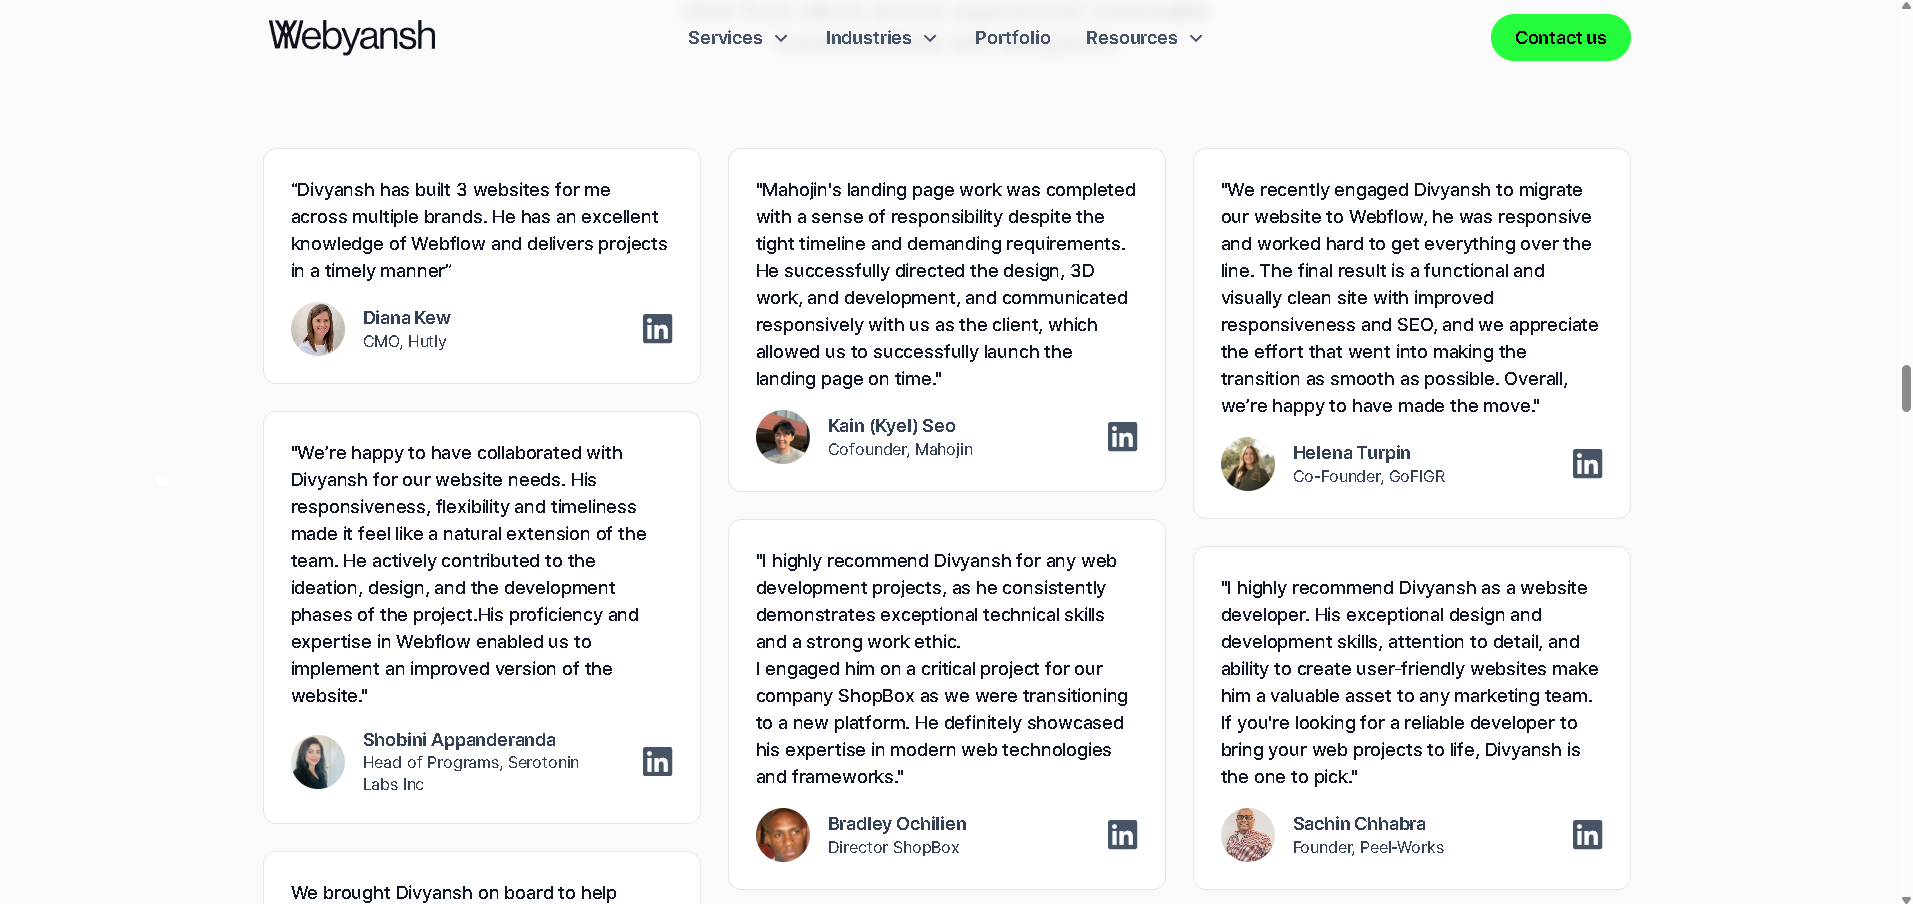 Webyansh
Services
Industries
Portfolio
Resources
Contact us
“Divyansh has built 3 websites for me
across multiple brands. He has an excellent
knowledge of Webflow and delivers projects
in a timely manner”
Diana Kew
CMO, Hutly
"We’re happy to have collaborated with
Divyansh for our website needs. His
responsiveness, flexibility and timeliness
made it feel like a natural extension of the
team. He actively contributed to the
ideation, design, and the development
phases of the project.His proficiency and
expertise in Webflow enabled us to
implement an improved version of the
website."
Shobini Appanderanda
Head of Programs, Serotonin
Labs Inc
We brought Divyansh on board to help
"Mahojin's landing page work was completed
with a sense of responsibility despite the
tight timeline and demanding requirements.
He successfully directed the design, 3D
work, and development, and communicated
responsively with us as the client, which
allowed us to successfully launch the
landing page on time."
Kain (Kyel) Seo
Cofounder, Mahojin
"I highly recommend Divyansh for any web
development projects, as he consistently
demonstrates exceptional technical skills
and a strong work ethic.
I engaged him on a critical project for our
company ShopBox as we were transitioning
to a new platform. He definitely showcased
his expertise in modern web technologies
and frameworks."
Bradley Ochilien
Director ShopBox
"We recently engaged Divyansh to migrate
our website to Webflow, he was responsive
and worked hard to get everything over the
line. The final result is a functional and
visually clean site with improved
responsiveness and SEO, and we appreciate
the effort that went into making the
transition as smooth as possible. Overall,
we’re happy to have made the move."
Helena Turpin
Co-Founder, GoFIGR
"I highly recommend Divyansh as a website
developer. His exceptional design and
development skills, attention to detail, and
ability to create user-friendly websites make
him a valuable asset to any marketing team.
If you're looking for a reliable developer to
bring your web projects to life, Divyansh is
the one to pick."
Sachin Chhabra
Founder, Peel-Works